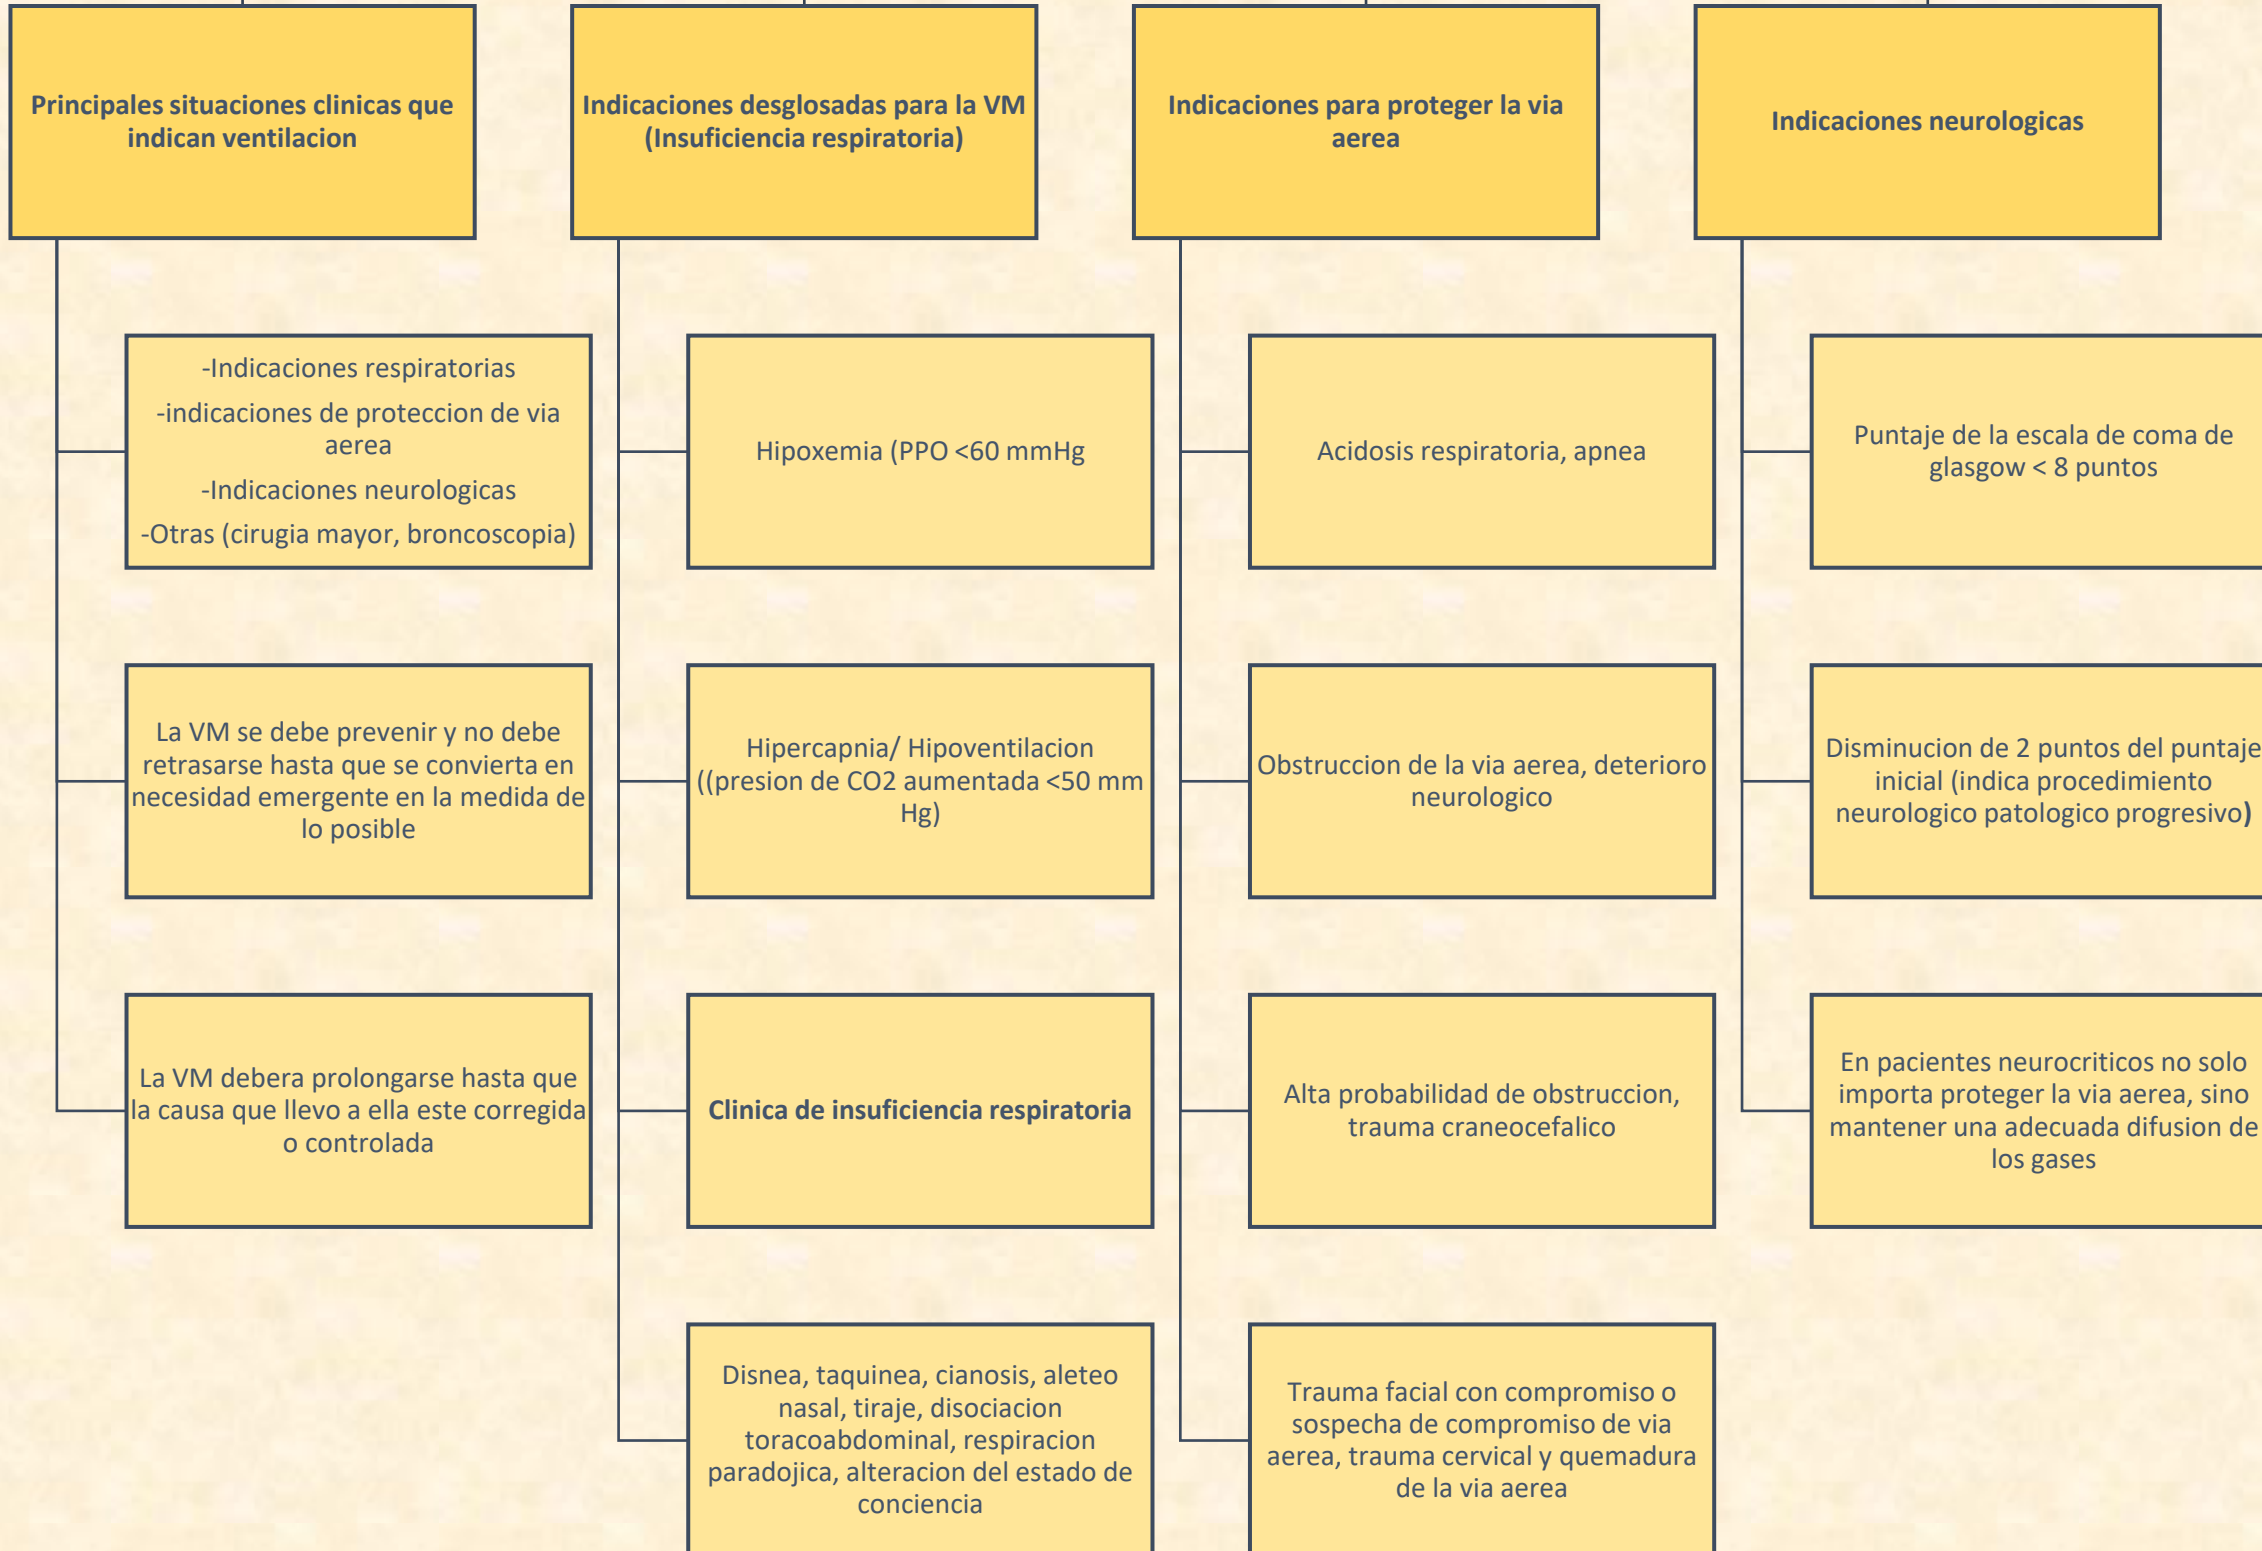 Principales situaciones clinicas que
indican ventilacion
-Indicaciones respiratorias
-indicaciones de proteccion de via
aerea
-Indicaciones neurologicas
-Otras (cirugia mayor, broncoscopia)
La VM se debe prevenir y no debe
retrasarse hasta que se convierta en
necesidad emergente en la medida de
lo posible
La VM debera prolongarse hasta que
la causa que llevo a ella este corregida
o controlada
Indicaciones desglosadas para la VM
(Insuficiencia respiratoria)
Hipoxemia (PPO <60 mmHg
Hipercapnia/ Hipoventilacion
((presion de CO2 aumentada <50 mm
Hg)
Clinica de insuficiencia respiratoria
Disnea, taquinea, cianosis, aleteo
nasal, tiraje, disociacion
toracoabdominal, respiracion
paradojica, alteracion del estado de
conciencia
Indicaciones para proteger la via
aerea
Acidosis respiratoria, apnea
Obstruccion de la via aerea, deterioro
neurologico
Alta probabilidad de obstruccion,
trauma craneocefalico
Trauma facial con compromiso o
sospecha de compromiso de via
aerea, trauma cervical y quemadura
de la via aerea
Indicaciones neurologicas
Puntaje de la escala de coma de
glasgow < 8 puntos
Disminucion de 2 puntos del puntaje
inicial (indica procedimiento
neurologico patologico progresivo)
En pacientes neurocriticos no solo
importa proteger la via aerea, sino
mantener una adecuada difusion de
los gases